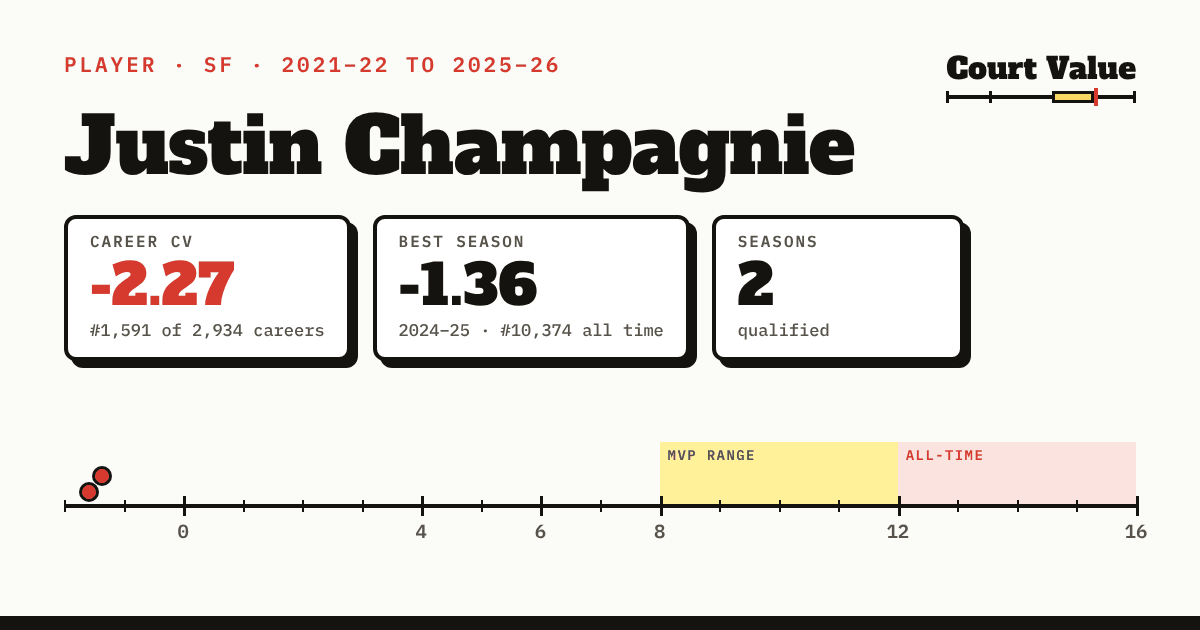 PLAYER · SF · 2021–22 TO 2025–26
Court Value
Justin Champagnie
CAREER CV
-2.27
#1,591 of 2,934 careers
BEST SEASON
-1.36
2024–25 · #10,374 all time
SEASONS
2
qualified
MVP RANGE
ALL-TIME
0 4 6 8 12 16